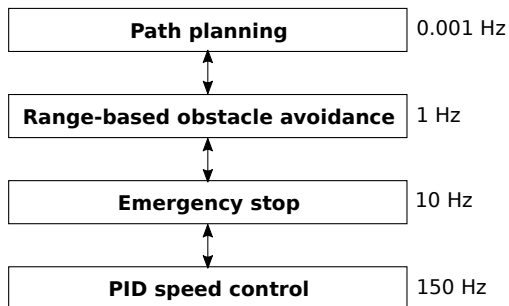 Path planning 0.001 Hz
Range-based obstacle avoidance 1 Hz
Emergency stop 10 Hz
PID speed control 150 Hz